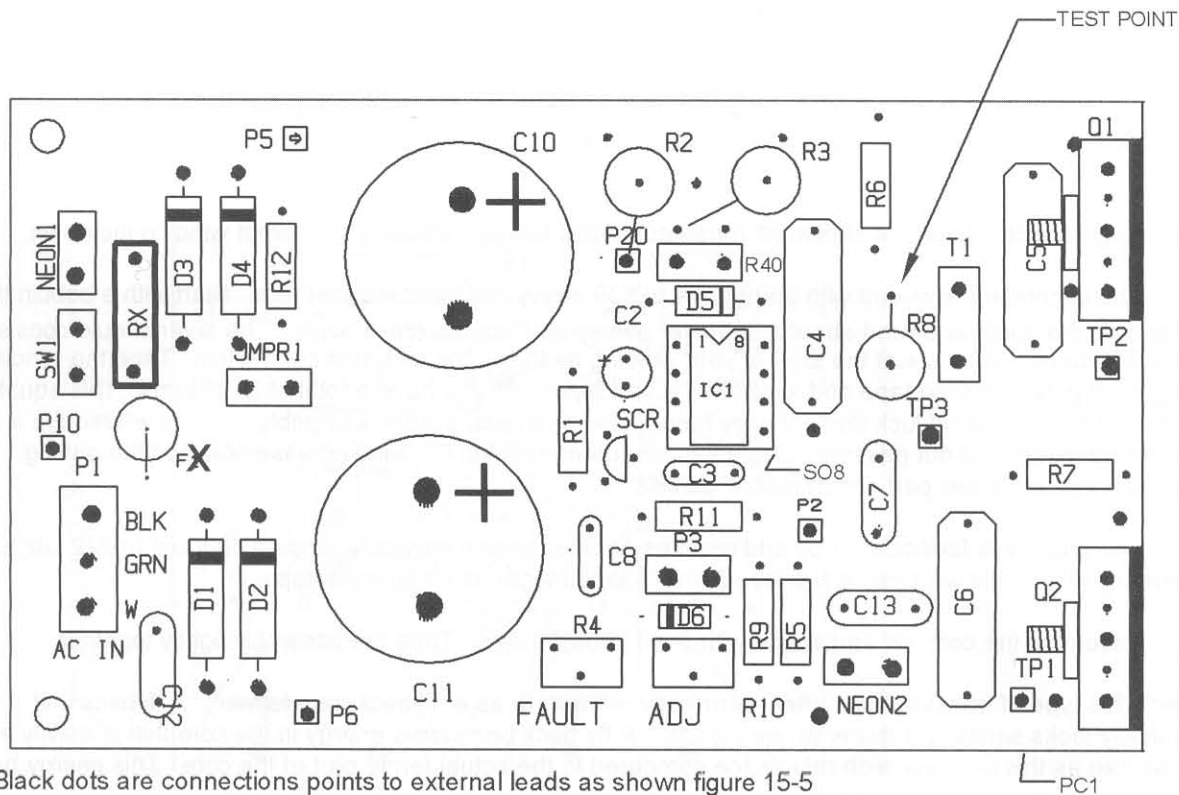 TEST POINT
P5
C10
R2
R3
R6
Q1
NEON1
SW1
RX
D3
D4
R12
P20
R40
D5
C2
C4
C5
T1
R8
JMPR1
1 8
IC1
TP2
P10
P1
FX
SCR
R1
C3
SO8
TP3
BLK
GRN
W
AC IN
D1
D2
R11
P2
C7
R7
P3
C8
D6
R4
R9
R5
C13
C6
Q2
TP1
C12
P6
C11
FAULT ADJ
NEON2
PC1
Black dots are connections points to external leads as shown figure 15-5